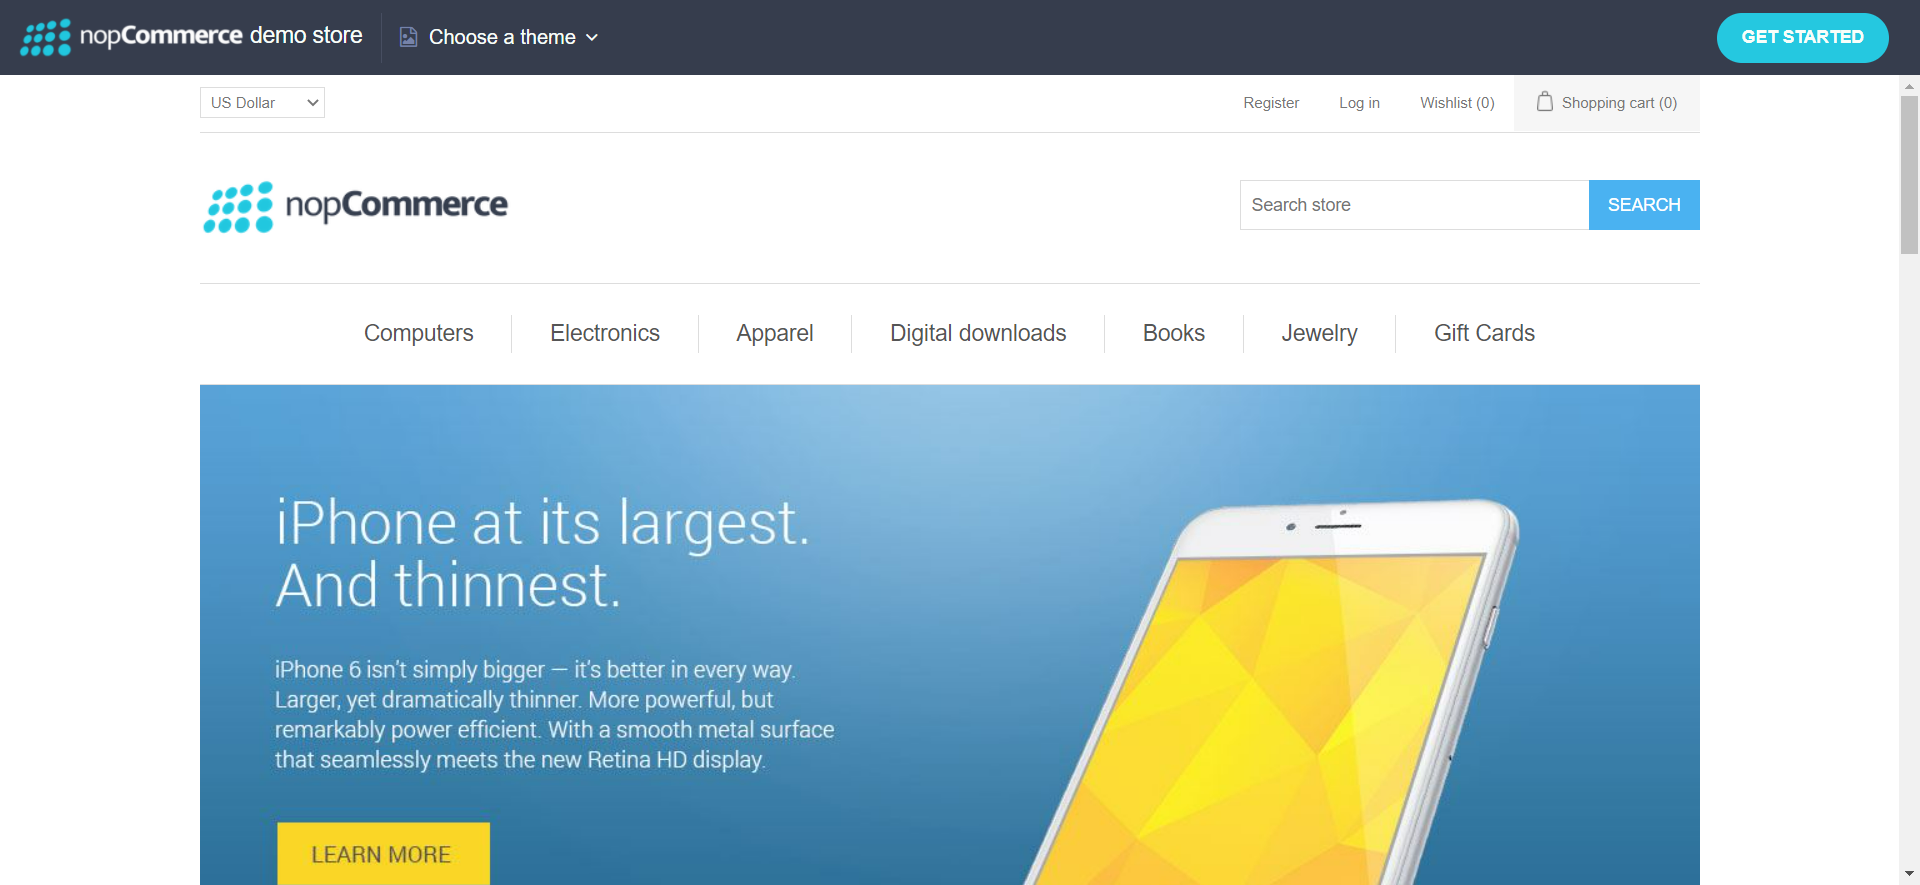 nopCommerce demo store
Choose a theme
GET STARTED
US Dollar
Register
Log in
Wishlist (0)
Shopping cart (0)
nopCommerce
Search store
SEARCH
Computers
Electronics
Apparel
Digital downloads
Books
Jewelry
Gift Cards
iPhone at its largest.
And thinnest.
iPhone 6 isn't simply bigger — it's better in every way.
Larger, yet dramatically thinner. More powerful, but
remarkably power efficient. With a smooth metal surface
that seamlessly meets the new Retina HD display.
LEARN MORE